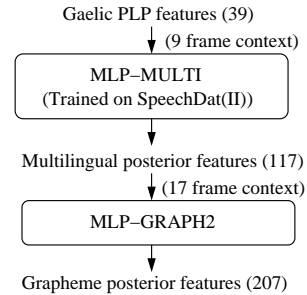 Gaelic PLP features (39)
(9 frame context)
MLP–MULTI
(Trained on SpeechDat(II))
Multilingual posterior features (117)
(17 frame context)
MLP–GRAPH2
Grapheme posterior features (207)